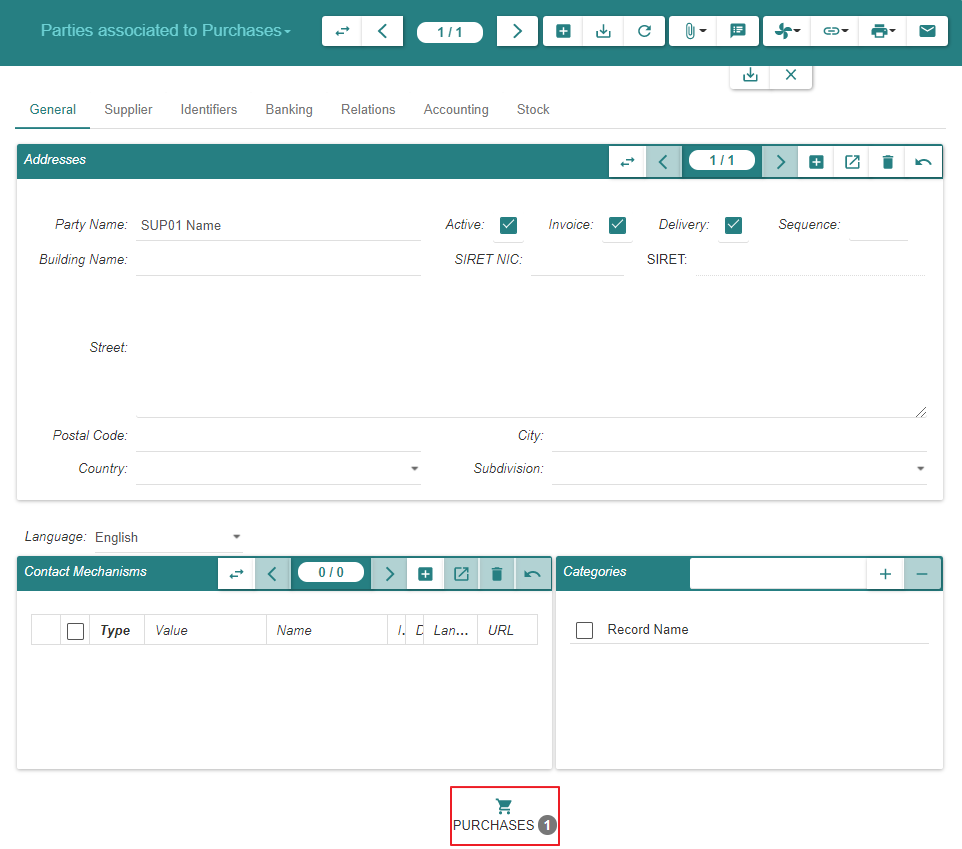 Parties associated to Purchases
1 / 1
General Supplier Identifiers Banking Relations Accounting Stock
Addresses 1 / 1
Party Name: SUP01 Name Active: Invoice: Delivery: Sequence:
Building Name: SIRET NIC: SIRET:
Street:
Postal Code: City:
Country: Subdivision:
Language: English
Contact Mechanisms 0 / 0
Categories
Type Value Name I. D Lan... URL
Record Name
PURCHASES 1